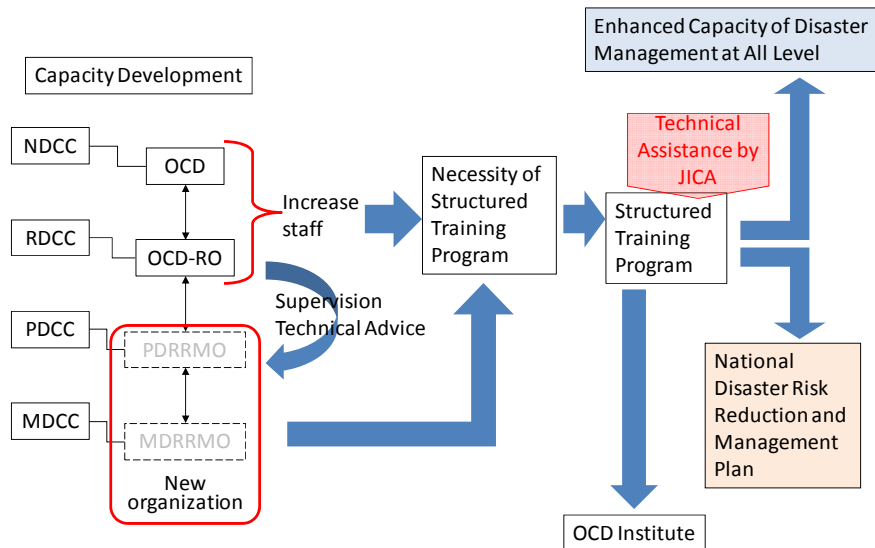 Capacity Development
NDCC
OCD
RDCC
OCD-RO
PDCC
PDRRMO
MDCC
MDRRMO
New
organization
Increase
staff
Supervision
Technical Advice
Necessity of
Structured
Training
Program
Technical
Assistance by
JICA
Structured
Training
Program
Enhanced Capacity of Disaster
Management at All Level
National
Disaster Risk
Reduction and
Management
Plan
OCD Institute